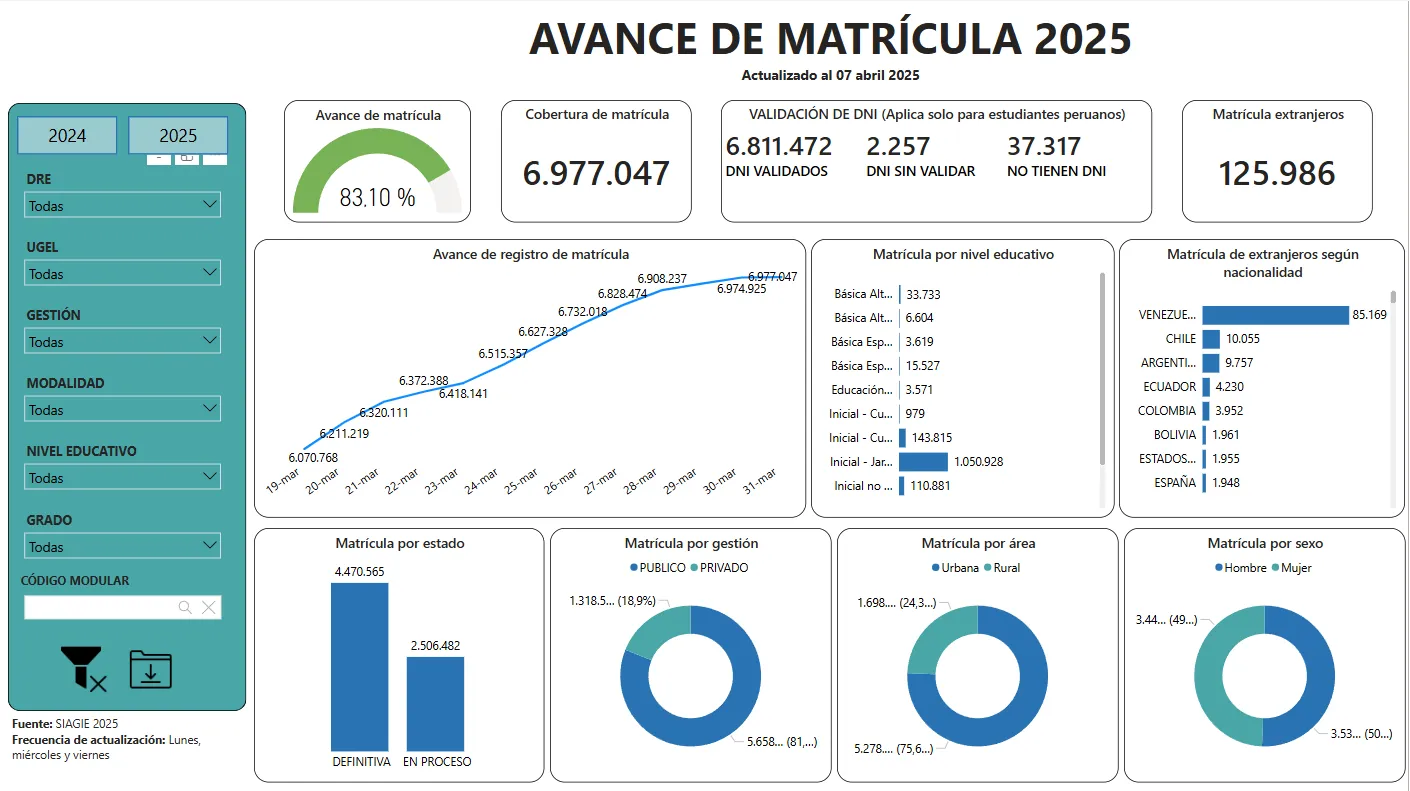 AVANCE DE MATRÍCULA 2025
Actualizado al 07 abril 2025
2024
2025
DRE
Todas
UGEL
Todas
GESTIÓN
Todas
MODALIDAD
Todas
NIVEL EDUCATIVO
Todas
GRADO
Todas
CÓDIGO MODULAR
Fuente: SIAGIE 2025
Frecuencia de actualización: Lunes,
miércoles y viernes
Avance de matrícula
83,10 %
Cobertura de matrícula
6.977.047
VALIDACIÓN DE DNI (Aplica solo para estudiantes peruanos)
6.811.472 2.257 37.317
DNI VALIDADOS DNI SIN VALIDAR NO TIENEN DNI
Matrícula extranjeros
125.986
Avance de registro de matrícula
6.070.768
6.211.219
6.320.111
6.372.388
6.418.141
6.515.357
6.627.328
6.732.018
6.828.474
6.908.237
6.974.925
6.977.047
19-mar 20-mar 21-mar 22-mar 23-mar 24-mar 25-mar 26-mar 27-mar 28-mar 29-mar 30-mar 31-mar
Matrícula por nivel educativo
Básica Alt... 33.733
Básica Alt... 6.604
Básica Esp... 3.619
Básica Esp... 15.527
Educación... 3.571
Inicial - Cu... 979
Inicial - Cu... 143.815
Inicial - Jar... 1.050.928
Inicial no ... 110.881
Matrícula de extranjeros según
nacionalidad
VENEZUE... 85.169
CHILE 10.055
ARGENTI... 9.757
ECUADOR 4.230
COLOMBIA 3.952
BOLIVIA 1.961
ESTADOS... 1.955
ESPAÑA 1.948
Matrícula por estado
4.470.565
2.506.482
DEFINITIVA EN PROCESO
Matrícula por gestión
PUBLICO PRIVADO
1.318.5... (18,9%)
5.658... (81,...)
Matrícula por área
Urbana Rural
1.698.... (24,3...)
5.278.... (75,6...)
Matrícula por sexo
Hombre Mujer
3.44... (49...)
3.53... (50...)